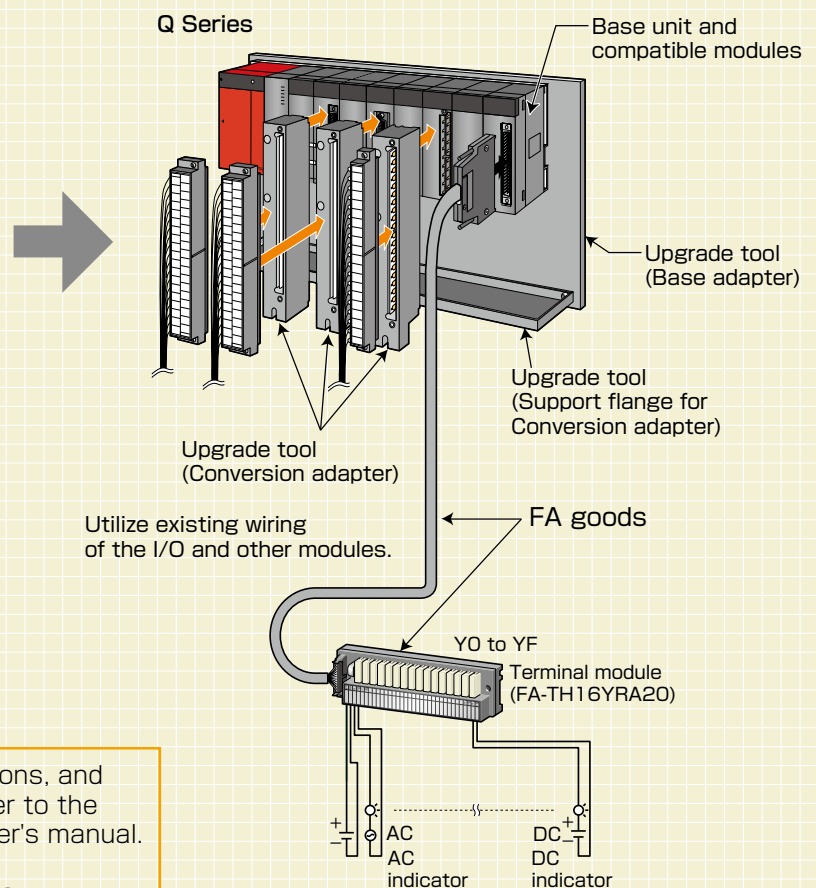 Q Series
Base unit and
compatible modules
Upgrade tool
(Base adapter)
Upgrade tool
(Support flange for
Conversion adapter)
Upgrade tool
(Conversion adapter)
Utilize existing wiring
of the I/O and other modules.
FA goods
Y0 to YF
Terminal module
(FA-TH16YRA20)
ons, and
er to the
er's manual.
+
−
AC
AC
indicator
DC
+
−
DC
indicator